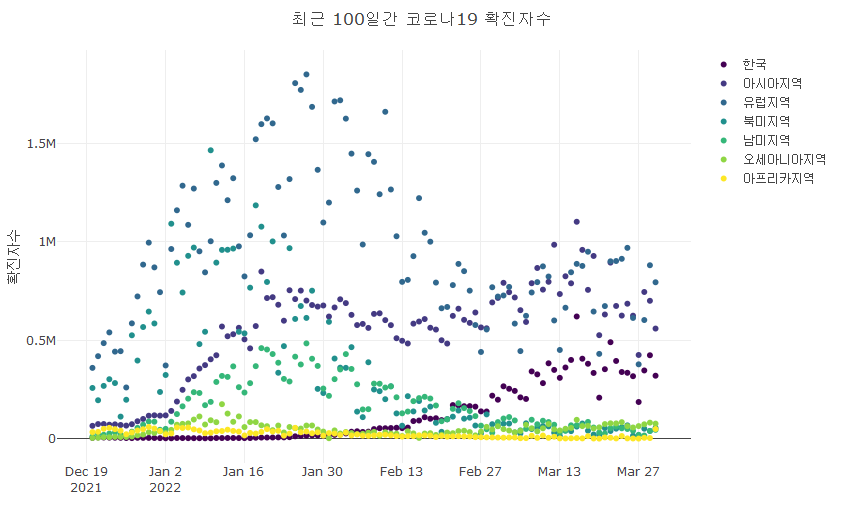 최근 100일간 코로나19 확진자수
한국
아시아지역
유럽지역
북미지역
남미지역
오세아니아지역
아프리카지역
확진자수
1.5M
1M
0.5M
0
Dec 19
2021
Jan 2
2022
Jan 16
Jan 30
Feb 13
Feb 27
Mar 13
Mar 27